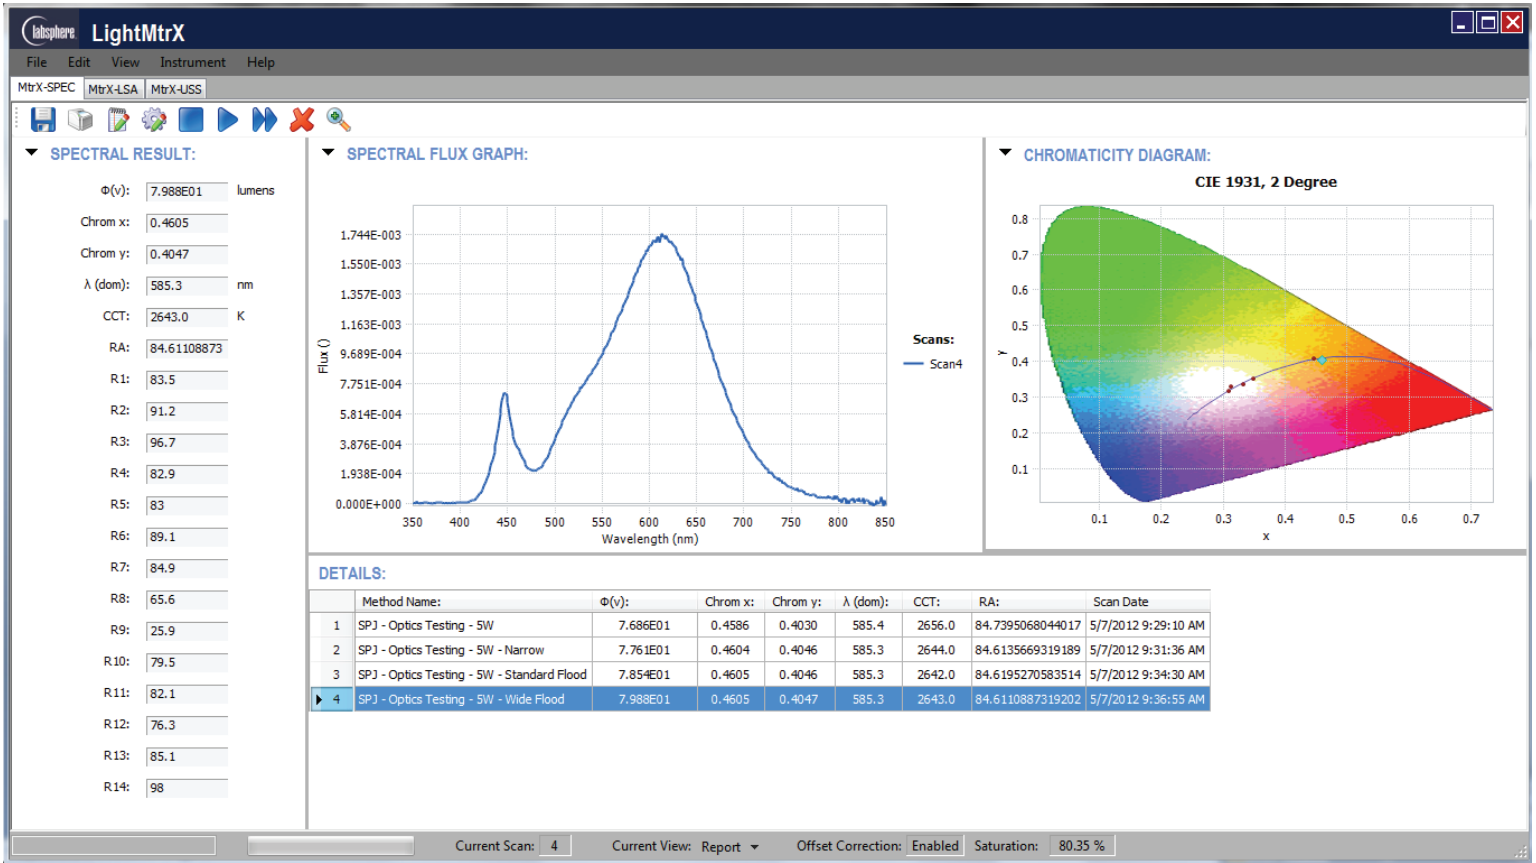 labsphere LightMtrX
File Edit View Instrument Help
MtrX-SPEC MtrX-LSA MtrX-USS
SPECTRAL RESULT:
Φ(v): 7.988E01 lumens
Chrom x: 0.4605
Chrom y: 0.4047
λ (dom): 585.3 nm
CCT: 2643.0 K
RA: 84.61108873
R1: 83.5
R2: 91.2
R3: 96.7
R4: 82.9
R5: 83
R6: 89.1
R7: 84.9
R8: 65.6
R9: 25.9
R10: 79.5
R11: 82.1
R12: 76.3
R13: 85.1
R14: 98
SPECTRAL FLUX GRAPH:
Flux ()
1.744E-003
1.550E-003
1.357E-003
1.163E-003
9.689E-004
7.751E-004
5.814E-004
3.876E-004
1.938E-004
0.000E+000
350 400 450 500 550 600 650 700 750 800 850
Wavelength (nm)
Scans:
Scan4
CHROMATICITY DIAGRAM:
CIE 1931, 2 Degree
Y
0.8
0.7
0.6
0.5
0.4
0.3
0.2
0.1
0.1 0.2 0.3 0.4 0.5 0.6 0.7
x
DETAILS:
Method Name: Φ(v): Chrom x: Chrom y: λ (dom): CCT: RA: Scan Date
1 SPJ - Optics Testing - 5W 7.686E01 0.4586 0.4030 585.4 2656.0 84.7395068044017 5/7/2012 9:29:10 AM
2 SPJ - Optics Testing - 5W - Narrow 7.761E01 0.4604 0.4046 585.3 2644.0 84.6135669319189 5/7/2012 9:31:36 AM
3 SPJ - Optics Testing - 5W - Standard Flood 7.854E01 0.4605 0.4046 585.3 2642.0 84.6195270583514 5/7/2012 9:34:30 AM
4 SPJ - Optics Testing - 5W - Wide Flood 7.988E01 0.4605 0.4047 585.3 2643.0 84.6110887319202 5/7/2012 9:36:55 AM
Current Scan: 4 Current View: Report Offset Correction: Enabled Saturation: 80.35 %